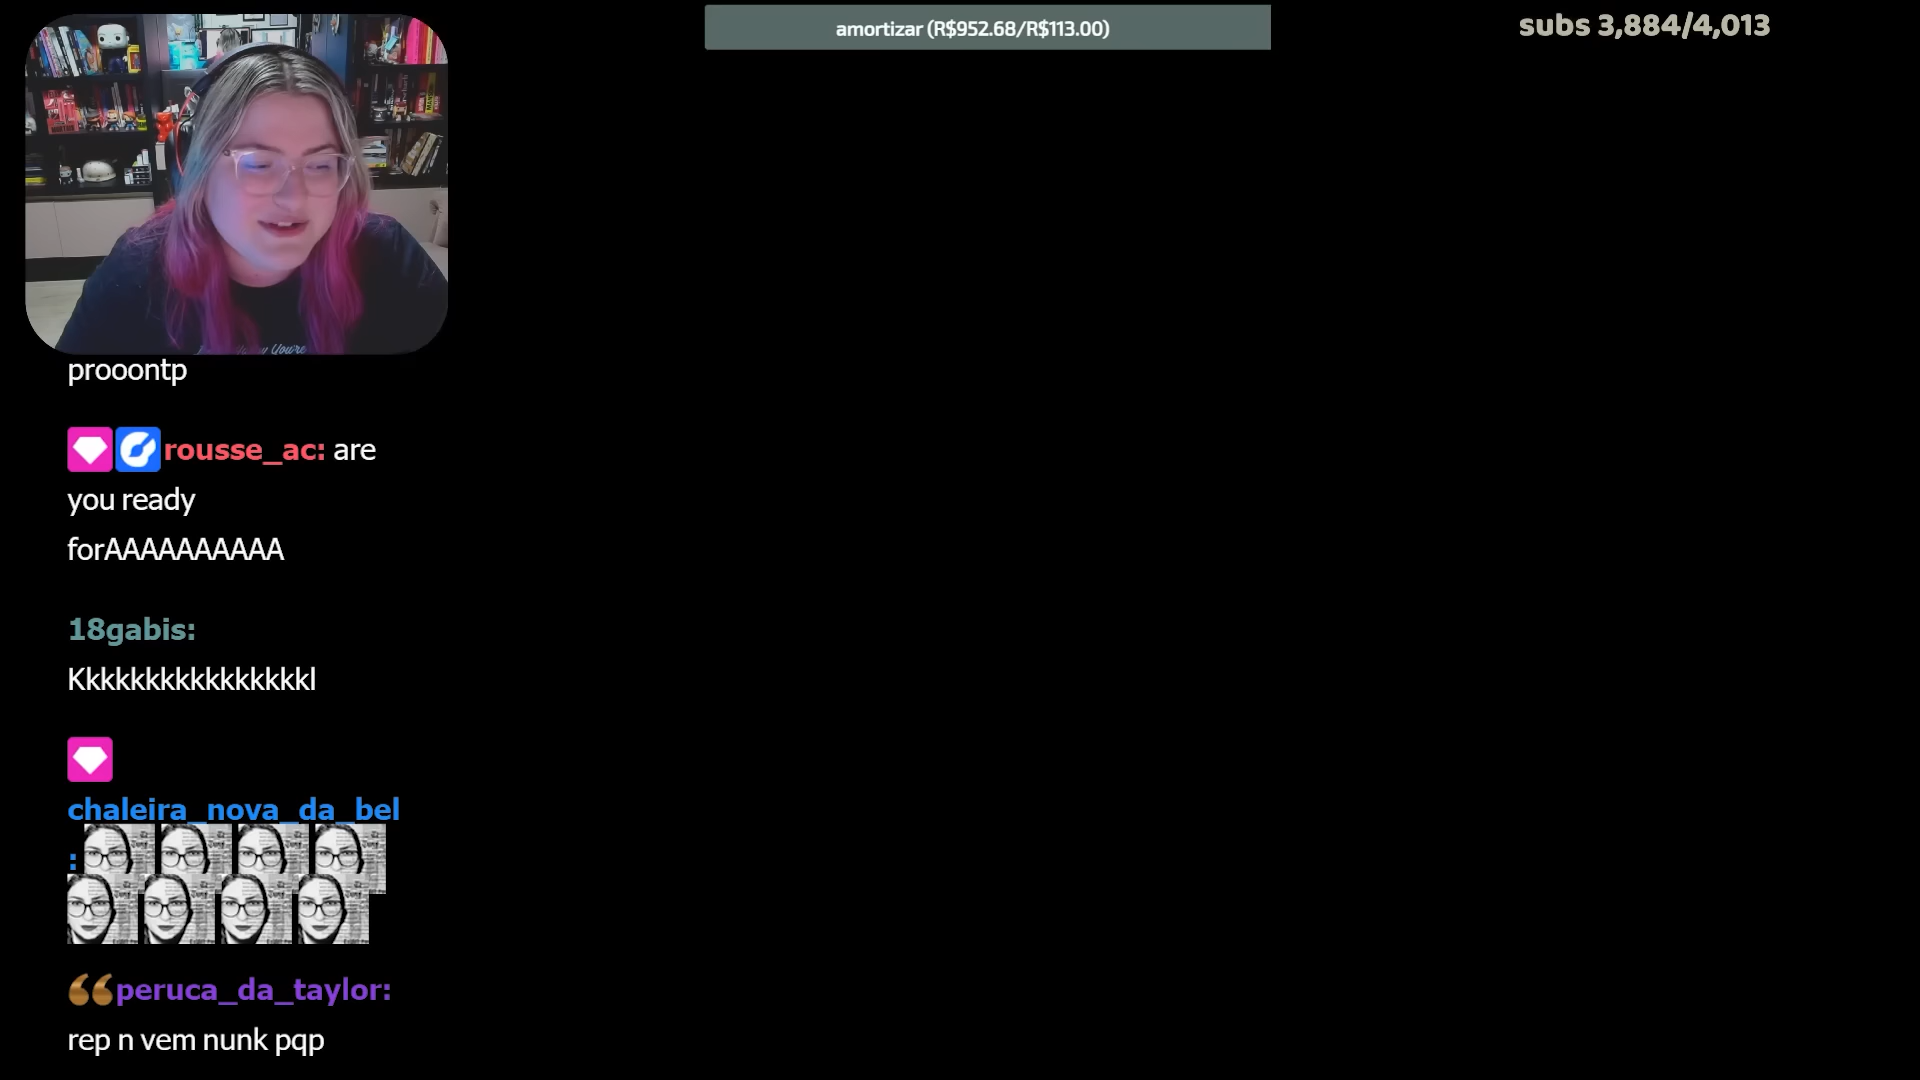 amortizar (R$952.68/R$113.00)
subs 3,884/4,013
prooontp
rousse_ac: are
you ready
forAAAAAAAAAA
18gabis:
Kkkkkkkkkkkkkkkkl
chaleira_nova_da_bel
:
peruca_da_taylor:
rep n vem nunk pqp